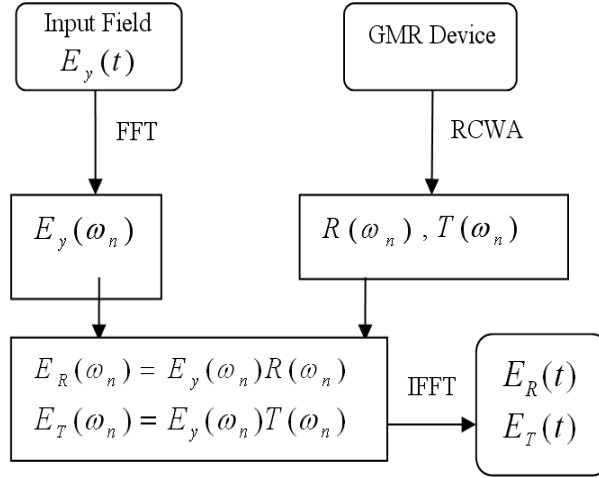 Input Field
E_y(t)
GMR Device
FFT
RCWA
E_y(ω_n)
R(ω_n) , T(ω_n)
E_R(ω_n) = E_y(ω_n)R(ω_n)
E_T(ω_n) = E_y(ω_n)T(ω_n)
IFFT
E_R(t)
E_T(t)